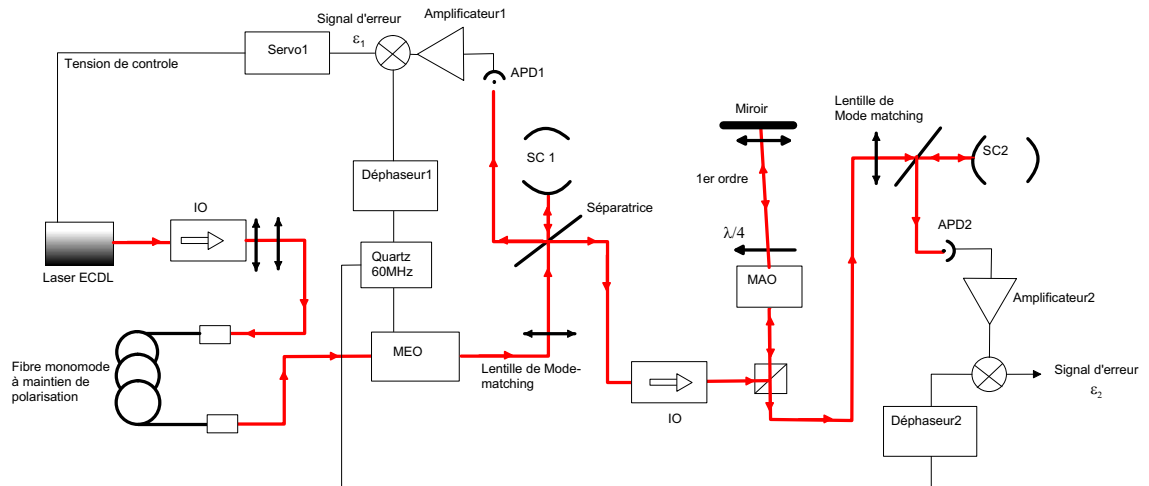 Signal d'erreur
ε1
Amplificateur1
Servo1
Tension de controle
APD1
Lentille de
Mode matching
Miroir
SC 1
SC2
1er ordre
Déphaseur1
IO
Séparatrice
λ/4
APD2
Quartz
60MHz
Laser ECDL
MAO
Amplificateur2
MEO
Fibre monomode
à maintien de
polarisation
Lentille de Mode-
matching
Signal d'erreur
ε2
IO
Déphaseur2